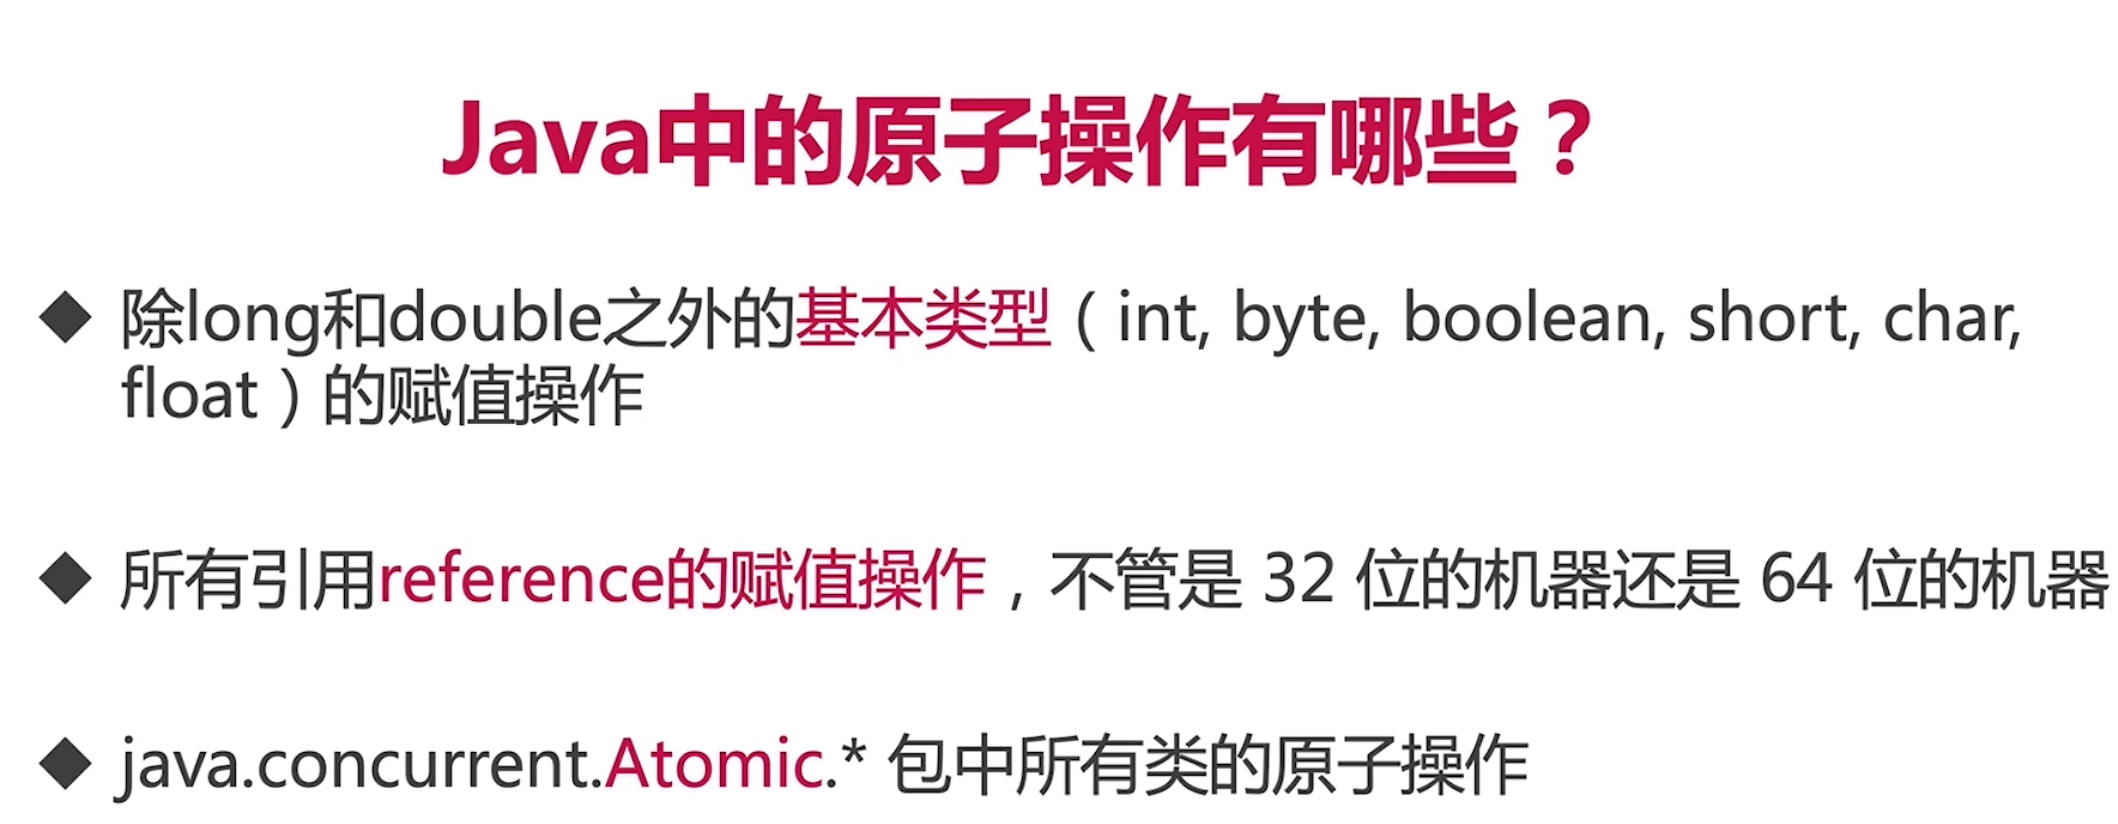 Java中的原子操作有哪些？
◆ 除long和double之外的基本类型（int, byte, boolean, short, char,
float）的赋值操作
◆ 所有引用reference的赋值操作，不管是 32 位的机器还是 64 位的机器
◆ java.concurrent.Atomic.* 包中所有类的原子操作